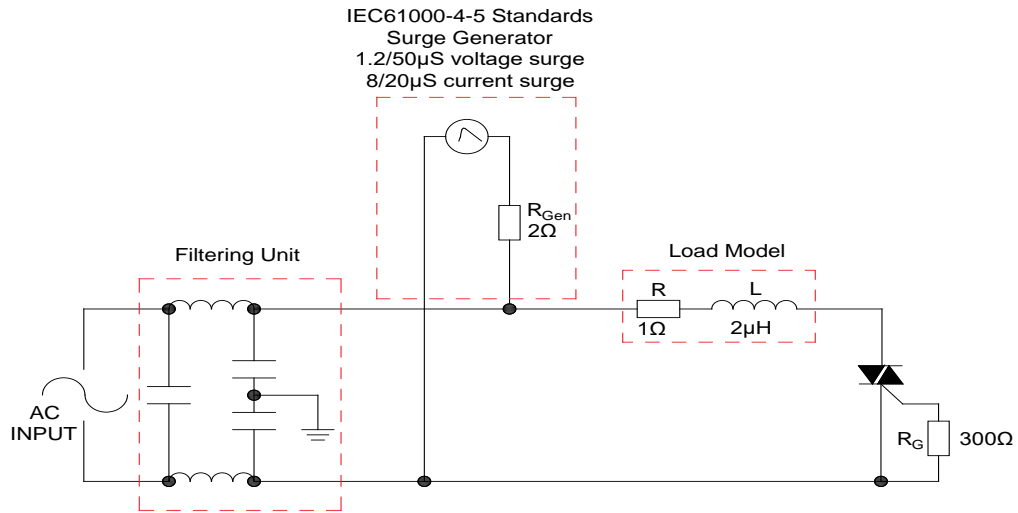 IEC61000-4-5 Standards
Surge Generator
1.2/50µS voltage surge
8/20µS current surge
RGen
2Ω
Filtering Unit
Load Model
R
L
1Ω
2µH
AC
INPUT
RG
300Ω